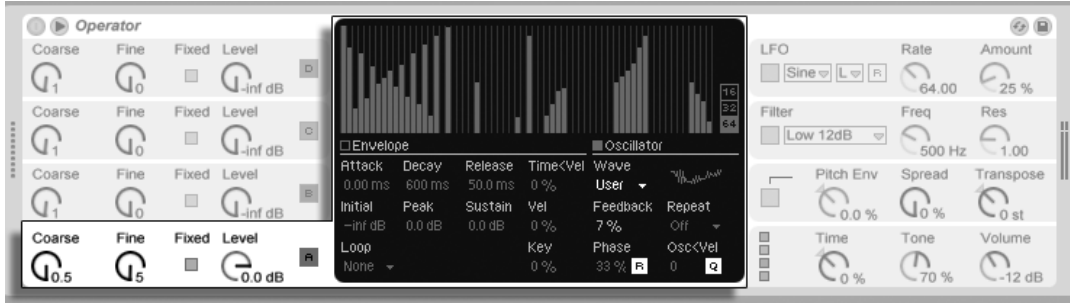 Operator
Coarse Fine Fixed Level
1 0 -inf dB D
Coarse Fine Fixed Level
1 0 -inf dB C
Coarse Fine Fixed Level
1 0 -inf dB B
Coarse Fine Fixed Level
0.5 5 0.0 dB A
16
32
64
Envelope Oscillator
Attack Decay Release Time<Vel Wave
0.00 ms 600 ms 50.0 ms 0 % User
Initial Peak Sustain Vel Feedback Repeat
-inf dB 0.0 dB 0.0 dB 0 % 7 % Off
Loop Key Phase Osc<Vel
None 0 % 33 % R 0 Q
LFO Rate Amount
Sine L R 64.00 25 %
Filter Freq Res
Low 12dB 500 Hz 1.00
Pitch Env Spread Transpose
0.0 % 0 % 0 st
Time Tone Volume
0 % 70 % -12 dB